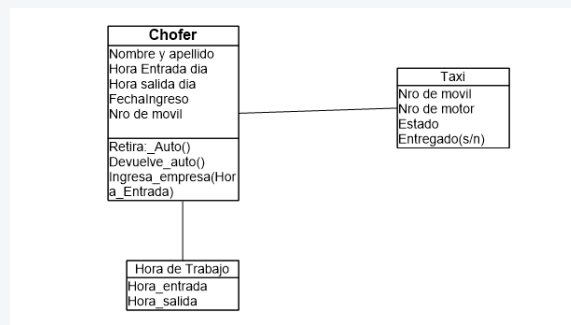 Chofer
Nombre y apellido
Hora Entrada dia
Hora salida dia
FechaIngreso
Nro de movil
Retira:_Auto()
Devuelve_auto()
Ingresa_empresa(Hor
a_Entrada)
Taxi
Nro de movil
Nro de motor
Estado
Entregado(s/n)
Hora de Trabajo
Hora_entrada
Hora_salida